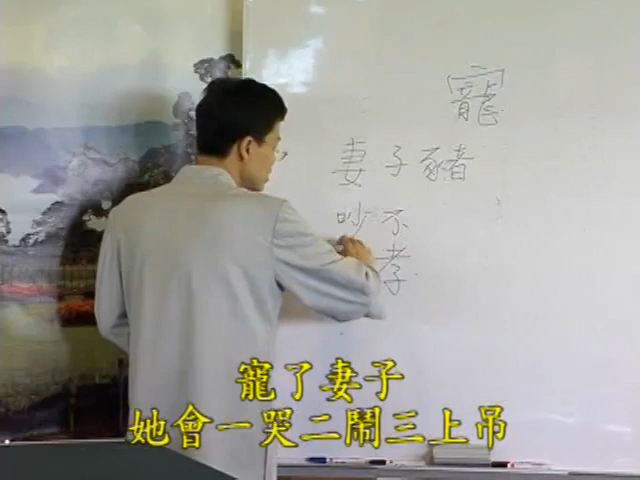 寵
妻子豬
吵不
孝
寵了妻子
她會一哭二鬧三上吊